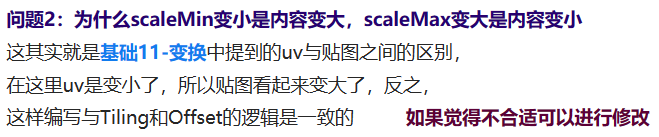 问题2：为什么scaleMin变小是内容变大，scaleMax变大是内容变小
这其实就是基础11-变换中提到的uv与贴图之间的区别，
在这里uv是变小了，所以贴图看起来变大了，反之，
这样编写与Tiling和Offset的逻辑是一致的 如果觉得不合适可以进行修改